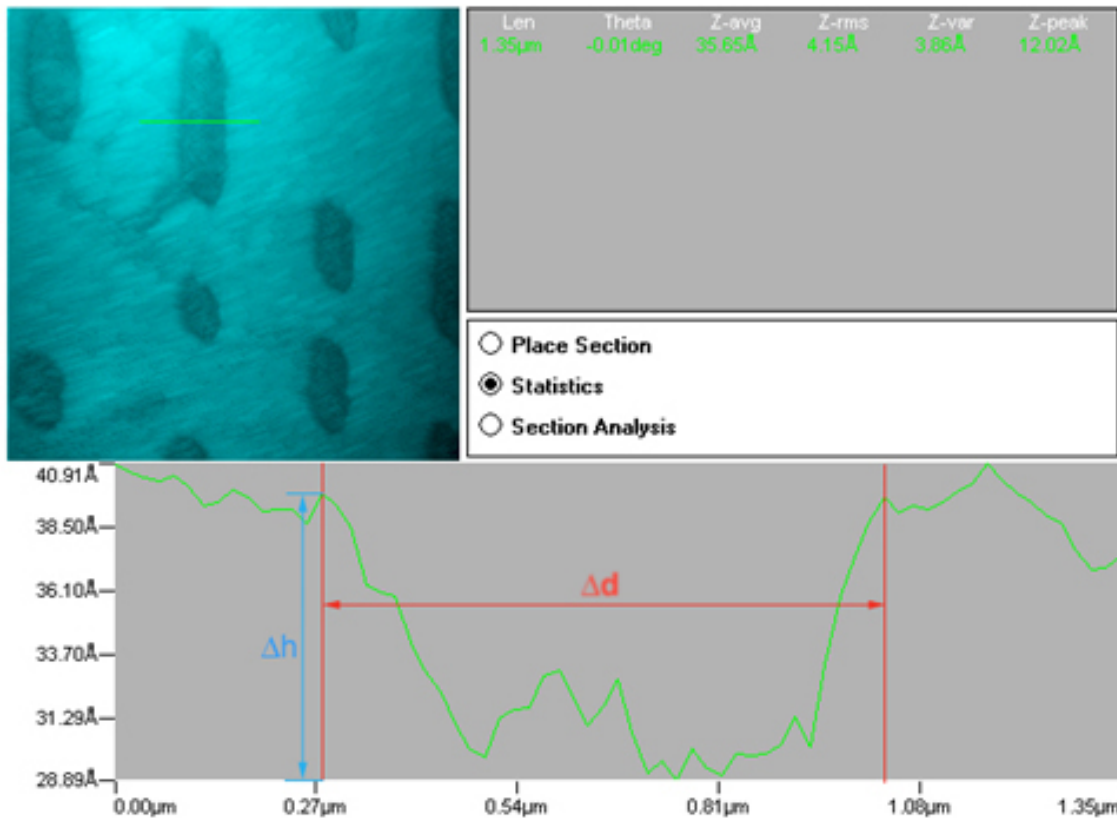 Len Theta Z-avg Z-rms Z-var Z-peak
1.35µm -0.01deg 35.65Å 4.15Å 3.86Å 12.02Å
Place Section
Statistics
Section Analysis
40.91Å
38.50Å
36.10Å
Δd
33.70Å
Δh
31.29Å
28.89Å
0.00µm 0.27µm 0.54µm 0.81µm 1.08µm 1.35µm